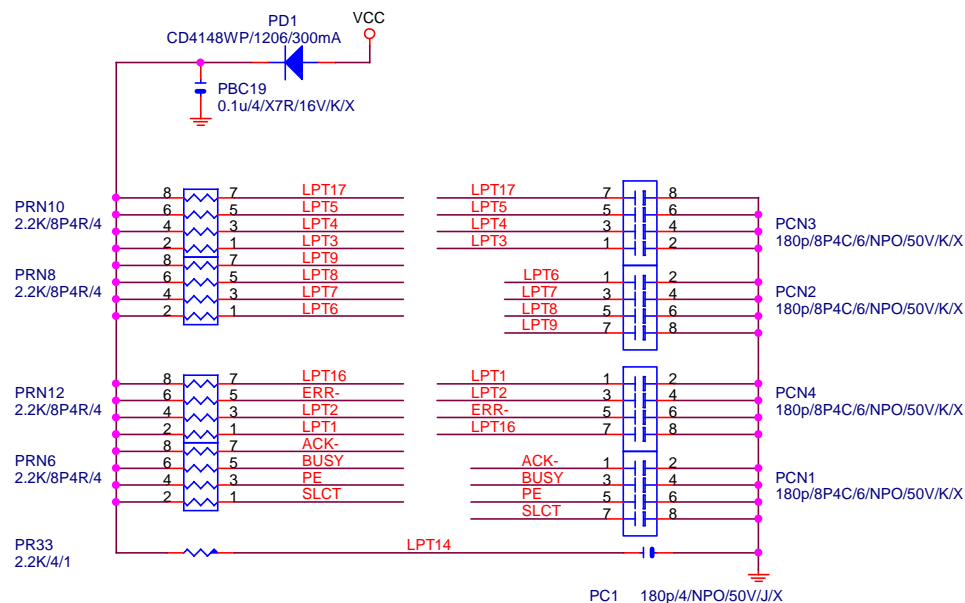 PD1
VCC
CD4148WP/1206/300mA
PBC19
0.1u/4/X7R/16V/K/X
PRN10
2.2K/8P4R/4
8 7 LPT17
6 5 LPT5
4 3 LPT4
2 1 LPT3
PRN8
2.2K/8P4R/4
8 7 LPT9
6 5 LPT8
4 3 LPT7
2 1 LPT6
LPT17 7 8
LPT5 5 6
LPT4 3 4
LPT3 1 2
PCN3
180p/8P4C/6/NPO/50V/K/X
LPT6 1 2
LPT7 3 4
LPT8 5 6
LPT9 7 8
PCN2
180p/8P4C/6/NPO/50V/K/X
PRN12
2.2K/8P4R/4
8 7 LPT16
6 5 ERR-
4 3 LPT2
2 1 LPT1
PRN6
2.2K/8P4R/4
8 7 ACK-
6 5 BUSY
4 3 PE
2 1 SLCT
LPT1 1 2
LPT2 3 4
ERR- 5 6
LPT16 7 8
PCN4
180p/8P4C/6/NPO/50V/K/X
ACK- 1 2
BUSY 3 4
PE 5 6
SLCT 7 8
PCN1
180p/8P4C/6/NPO/50V/K/X
PR33
2.2K/4/1
LPT14
PC1 180p/4/NPO/50V/J/X